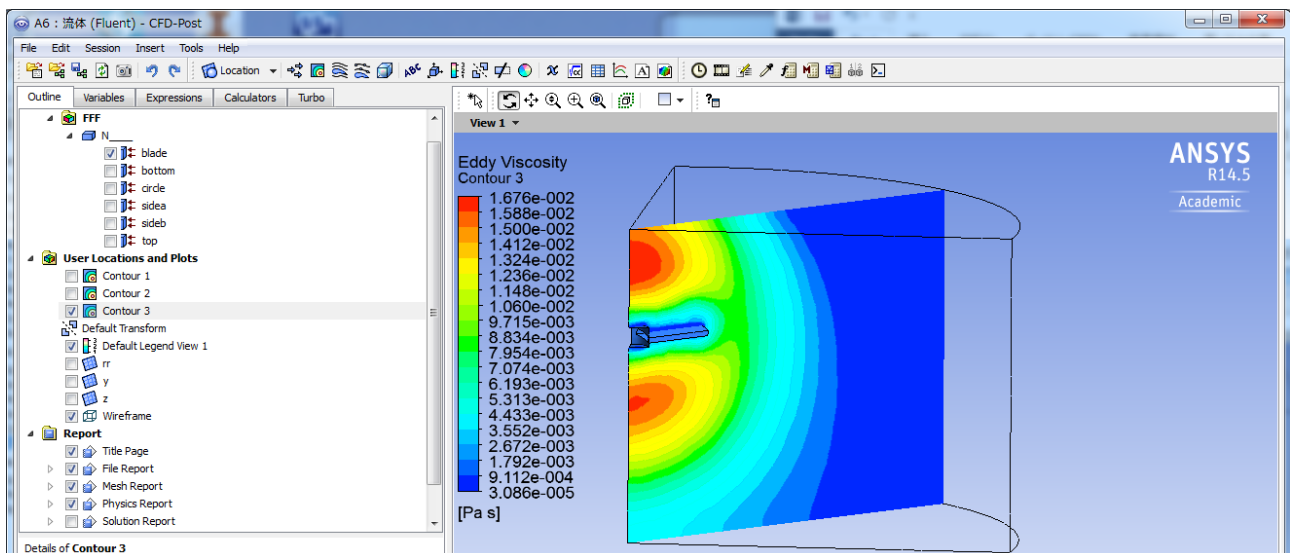 A6 : 流体 (Fluent) - CFD-Post
File Edit Session Insert Tools Help
Location
Outline Variables Expressions Calculators Turbo
FFF
N____
blade
bottom
circle
sidea
sideb
top
User Locations and Plots
Contour 1
Contour 2
Contour 3
Default Transform
Default Legend View 1
rr
y
z
Wireframe
Report
Title Page
File Report
Mesh Report
Physics Report
Solution Report
Details of Contour 3
View 1
Eddy Viscosity
Contour 3
1.676e-002
1.588e-002
1.500e-002
1.412e-002
1.324e-002
1.236e-002
1.148e-002
1.060e-002
9.715e-003
8.834e-003
7.954e-003
7.074e-003
6.193e-003
5.313e-003
4.433e-003
3.552e-003
2.672e-003
1.792e-003
9.112e-004
3.086e-005
[Pa s]
ANSYS
R14.5
Academic